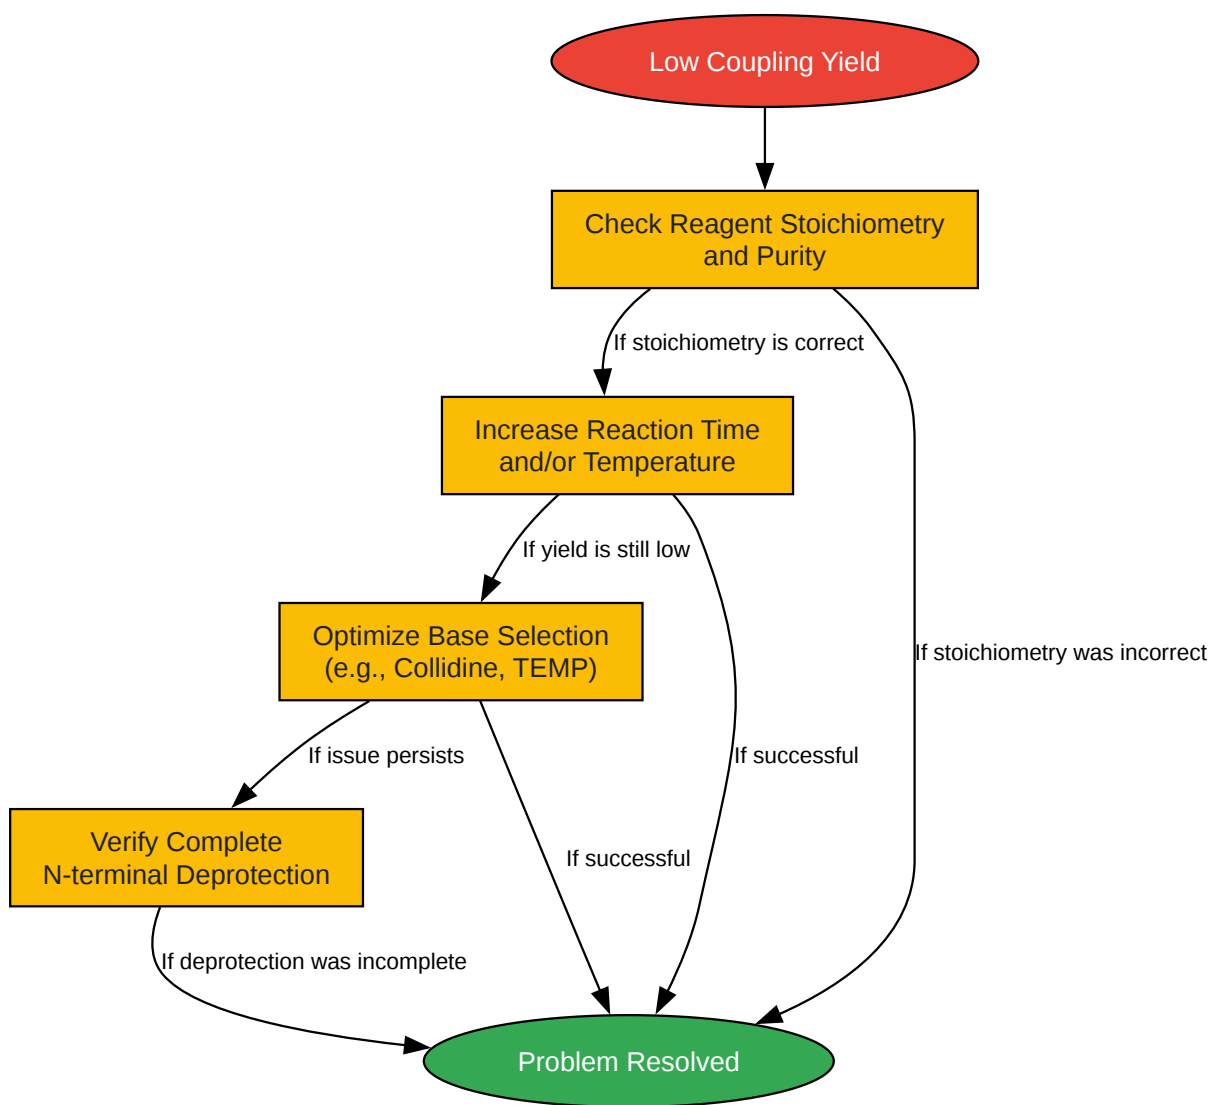 Low Coupling Yield
Check Reagent Stoichiometry
and Purity
If stoichiometry is correct
Increase Reaction Time
and/or Temperature
If yield is still low
Optimize Base Selection
(e.g., Collidine, TEMP)
If stoichiometry was incorrect
If issue persists
If successful
Verify Complete
N-terminal Deprotection
If successful
If deprotection was incomplete
Problem Resolved